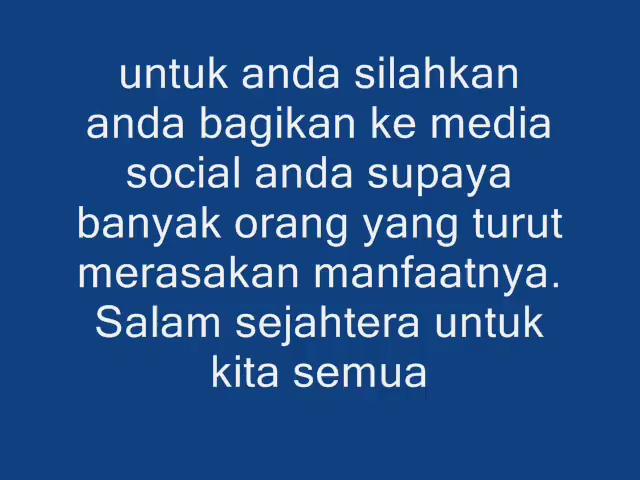 untuk anda silahkan
anda bagikan ke media
social anda supaya
banyak orang yang turut
merasakan manfaatnya.
Salam sejahtera untuk
kita semua